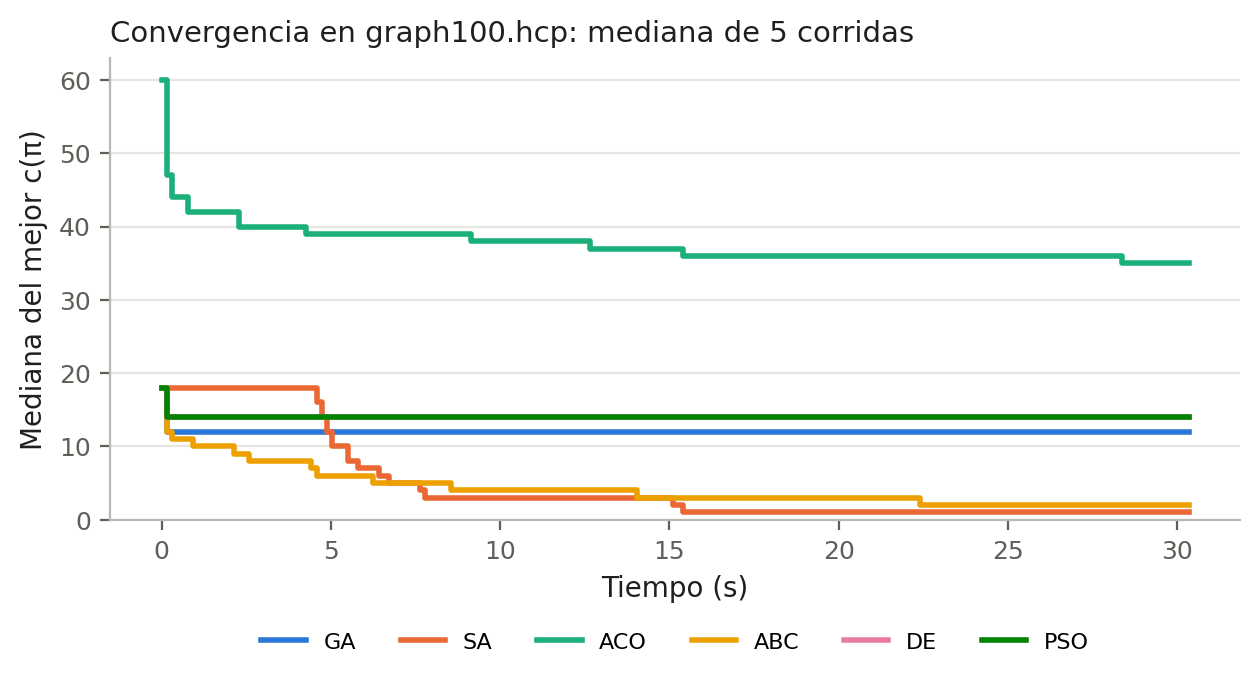 Convergencia en graph100.hcp: mediana de 5 corridas
Mediana del mejor c(π)
60
50
40
30
20
10
0
0 5 10 15 20 25 30
Tiempo (s)
GA SA ACO ABC DE PSO